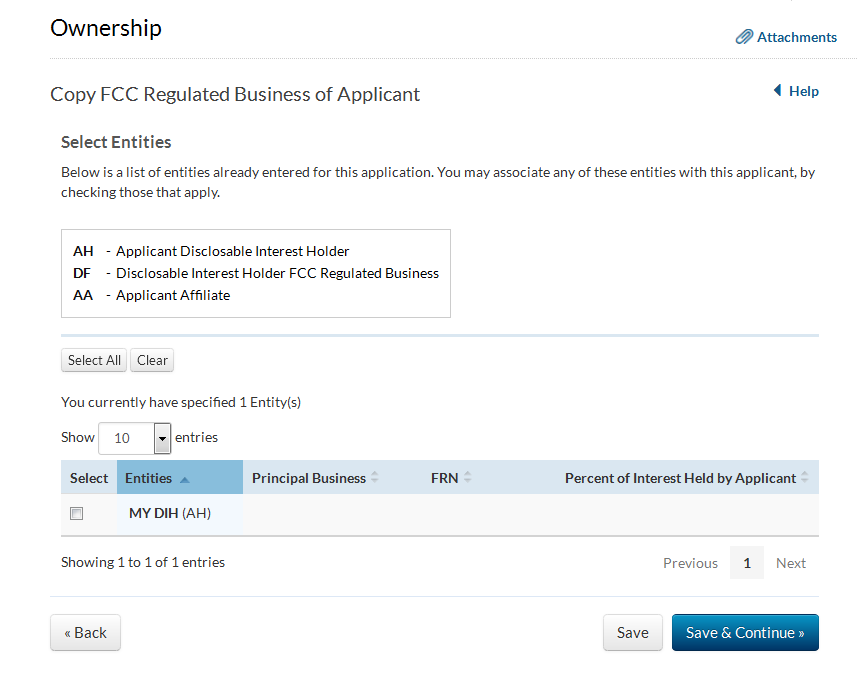 Ownership
Attachments
Copy FCC Regulated Business of Applicant
Help
Select Entities
Below is a list of entities already entered for this application. You may associate any of these entities with this applicant, by
checking those that apply.
AH - Applicant Disclosable Interest Holder
DF - Disclosable Interest Holder FCC Regulated Business
AA - Applicant Affiliate
Select All Clear
You currently have specified 1 Entity(s)
Show 10 entries
Select Entities Principal Business FRN Percent of Interest Held by Applicant
MY DIH (AH)
Showing 1 to 1 of 1 entries Previous 1 Next
« Back Save Save & Continue »